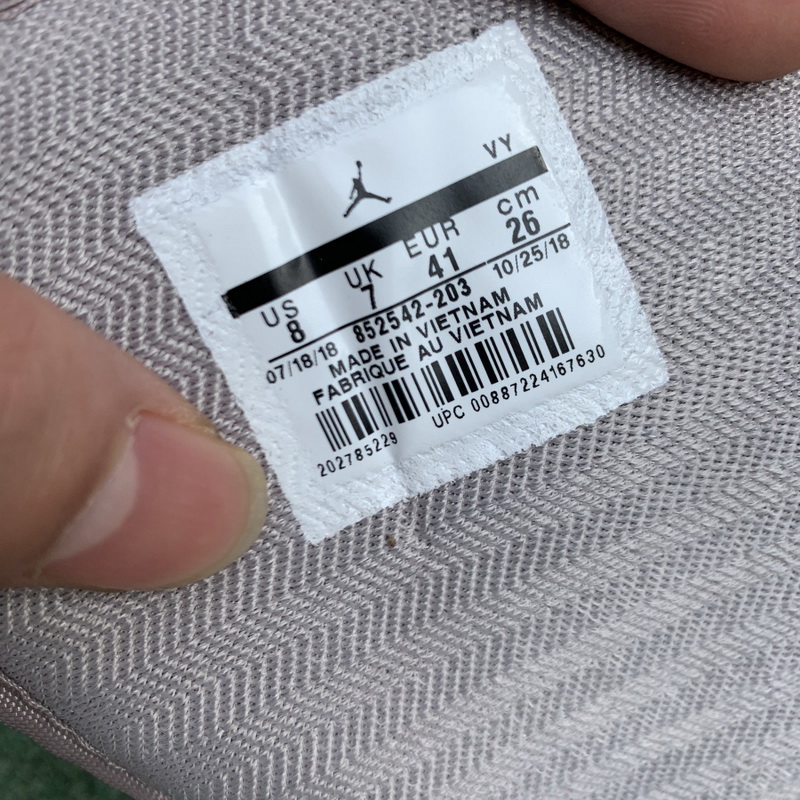 VY
US UK EUR cm
8 7 41 26
07/18/18 852542-203 10/25/18
MADE IN VIETNAM
FABRIQUE AU VIETNAM
202785229 UPC 00887224167630